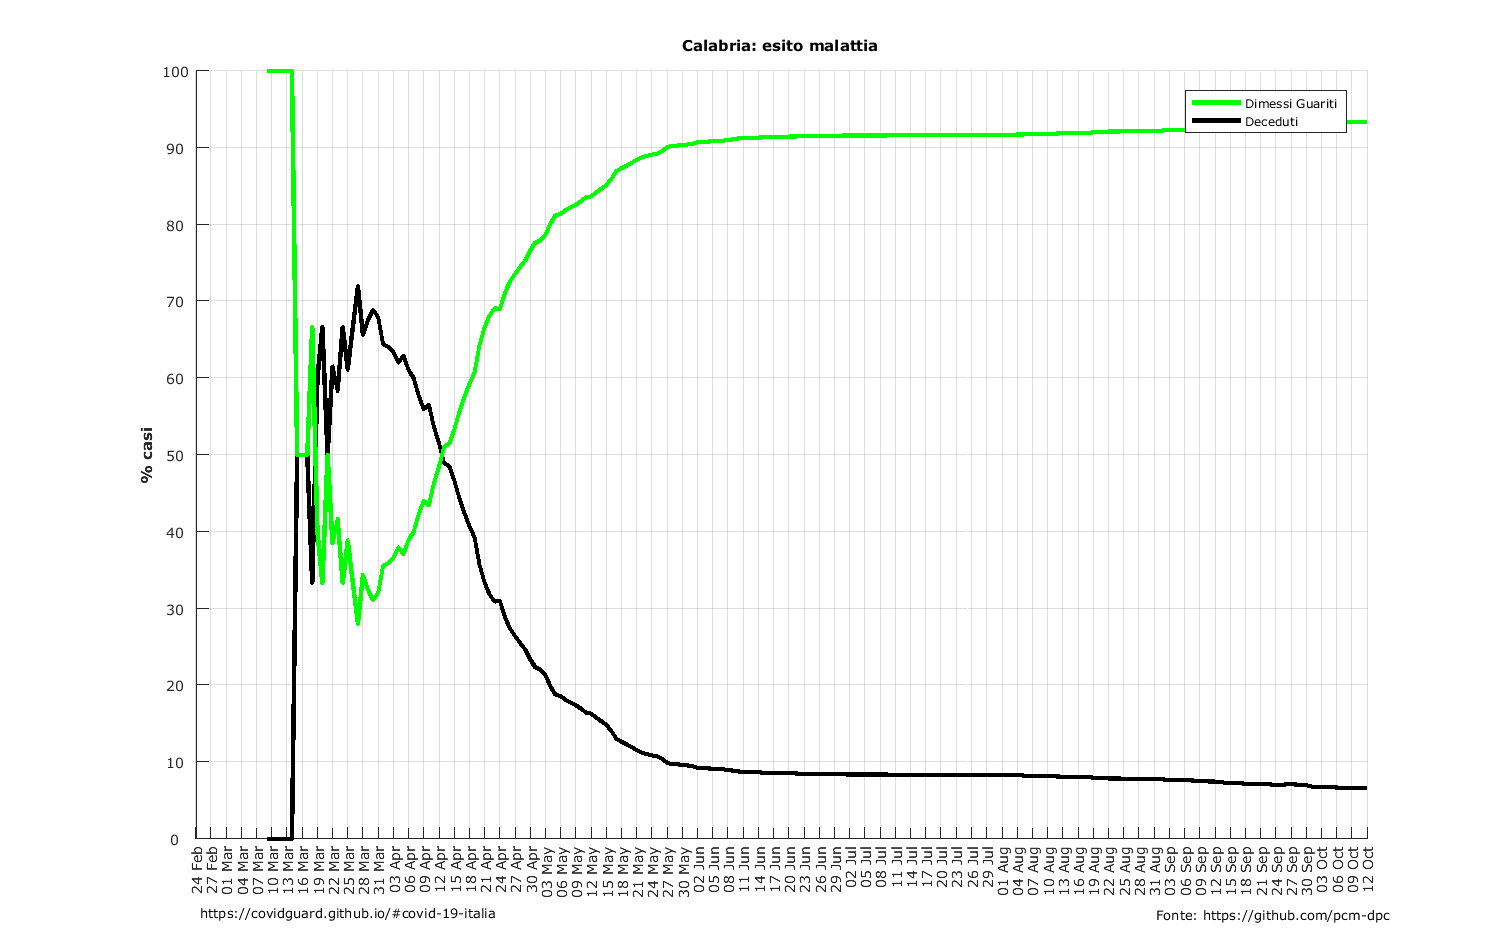 Calabria: esito malattia
100
90
80
70
60
50
40
30
20
10
0
% casi
Dimessi Guariti
Deceduti
24 Feb
27 Feb
01 Mar
04 Mar
07 Mar
10 Mar
13 Mar
16 Mar
19 Mar
22 Mar
25 Mar
28 Mar
31 Mar
03 Apr
06 Apr
09 Apr
12 Apr
15 Apr
18 Apr
21 Apr
24 Apr
27 Apr
30 Apr
03 May
06 May
09 May
12 May
15 May
18 May
21 May
24 May
27 May
30 May
02 Jun
05 Jun
08 Jun
11 Jun
14 Jun
17 Jun
20 Jun
23 Jun
26 Jun
29 Jun
02 Jul
05 Jul
08 Jul
11 Jul
14 Jul
17 Jul
20 Jul
23 Jul
26 Jul
29 Jul
01 Aug
04 Aug
07 Aug
10 Aug
13 Aug
16 Aug
19 Aug
22 Aug
25 Aug
28 Aug
31 Aug
03 Sep
06 Sep
09 Sep
12 Sep
15 Sep
18 Sep
21 Sep
24 Sep
27 Sep
30 Sep
03 Oct
06 Oct
09 Oct
12 Oct
https://covidguard.github.io/#covid-19-italia
Fonte: https://github.com/pcm-dpc